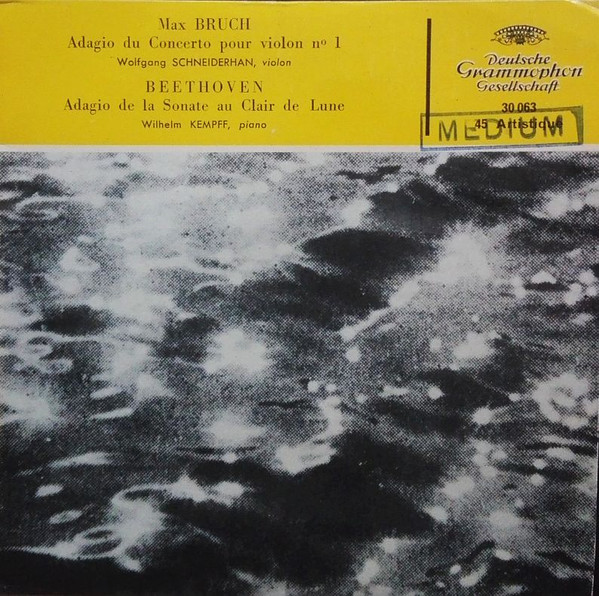 Max BRUCH
Adagio du Concerto pour violon nº 1
Wolfgang SCHNEIDERHAN, violon
BEETHOVEN
Adagio de la Sonate au Clair de Lune
Wilhelm KEMPFF, piano
Deutsche
Grammophon
Gesellschaft
30 063
45 Artistique
MEDIUM